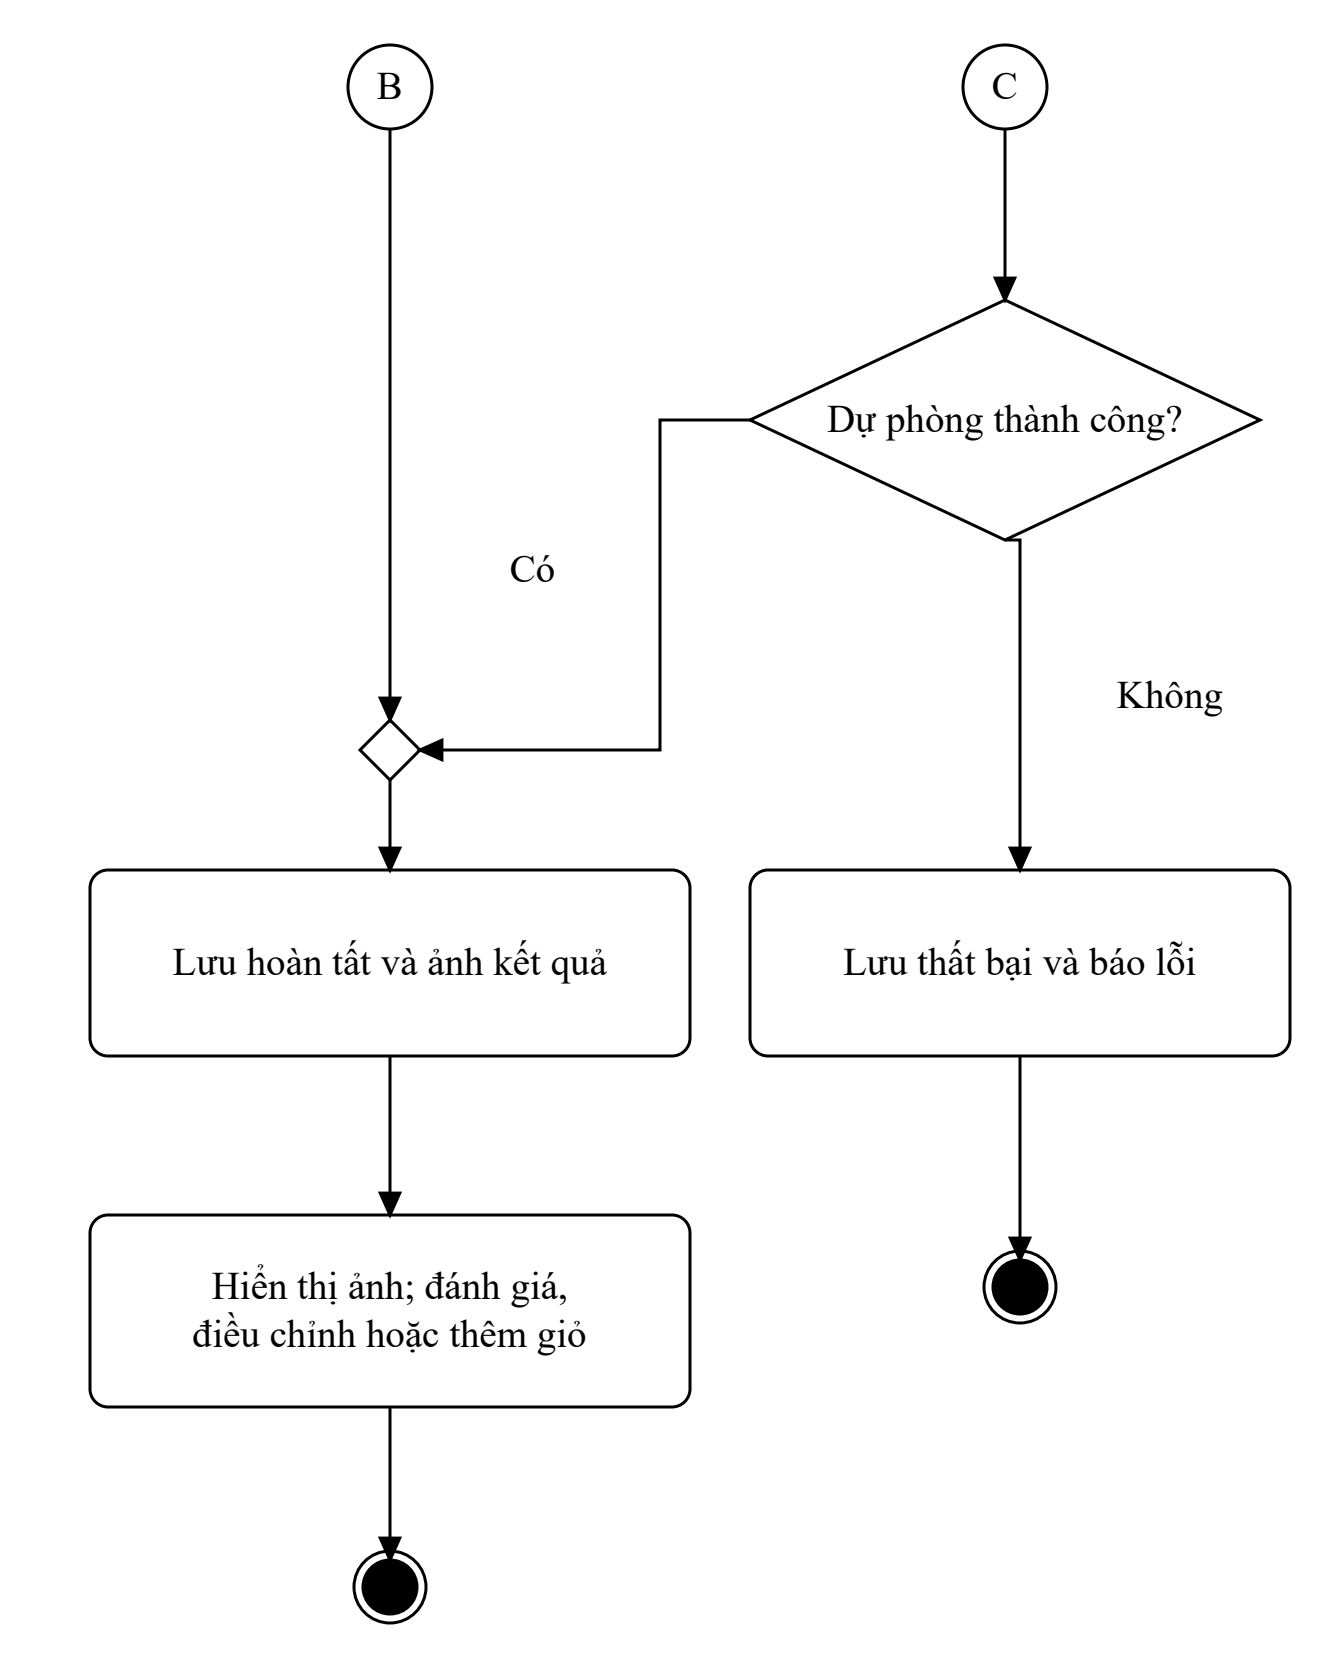 B
C
Dự phòng thành công?
Có
Không
Lưu hoàn tất và ảnh kết quả
Lưu thất bại và báo lỗi
Hiển thị ảnh; đánh giá,
điều chỉnh hoặc thêm giỏ